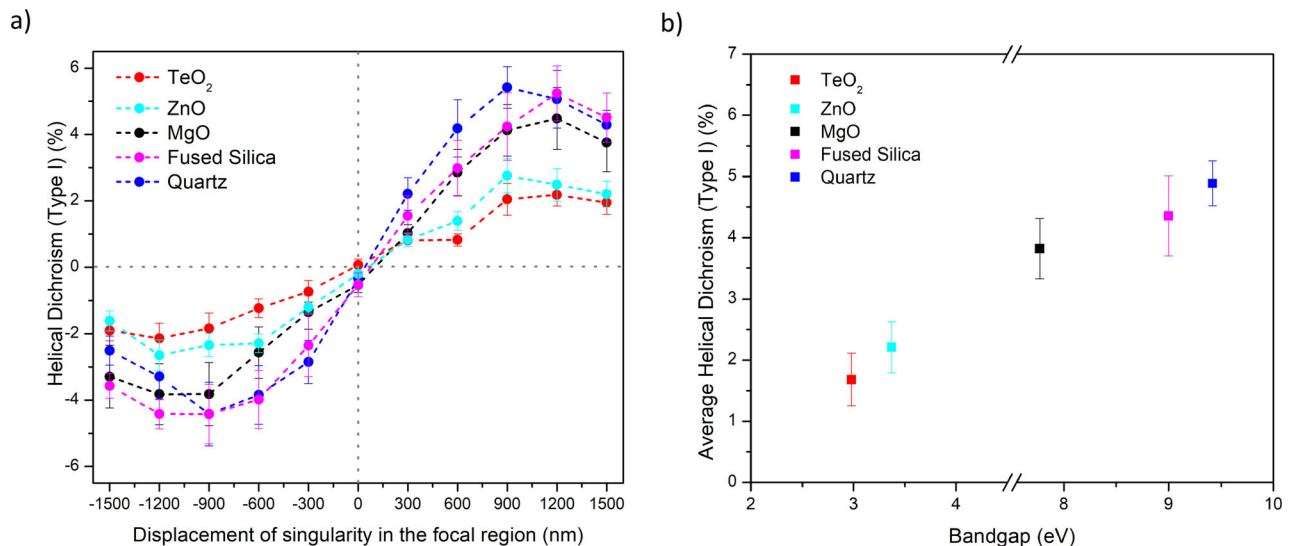 a)
Helical Dichroism (Type I) (%)
6
4
2
0
-2
-4
-6
TeO2
ZnO
MgO
Fused Silica
Quartz
-1500 -1200 -900 -600 -300 0 300 600 900 1200 1500
Displacement of singularity in the focal region (nm)
b)
Average Helical Dichroism (Type I) (%)
7
6
5
4
3
2
1
0
TeO2
ZnO
MgO
Fused Silica
Quartz
2 4 8 9 10
Bandgap (eV)